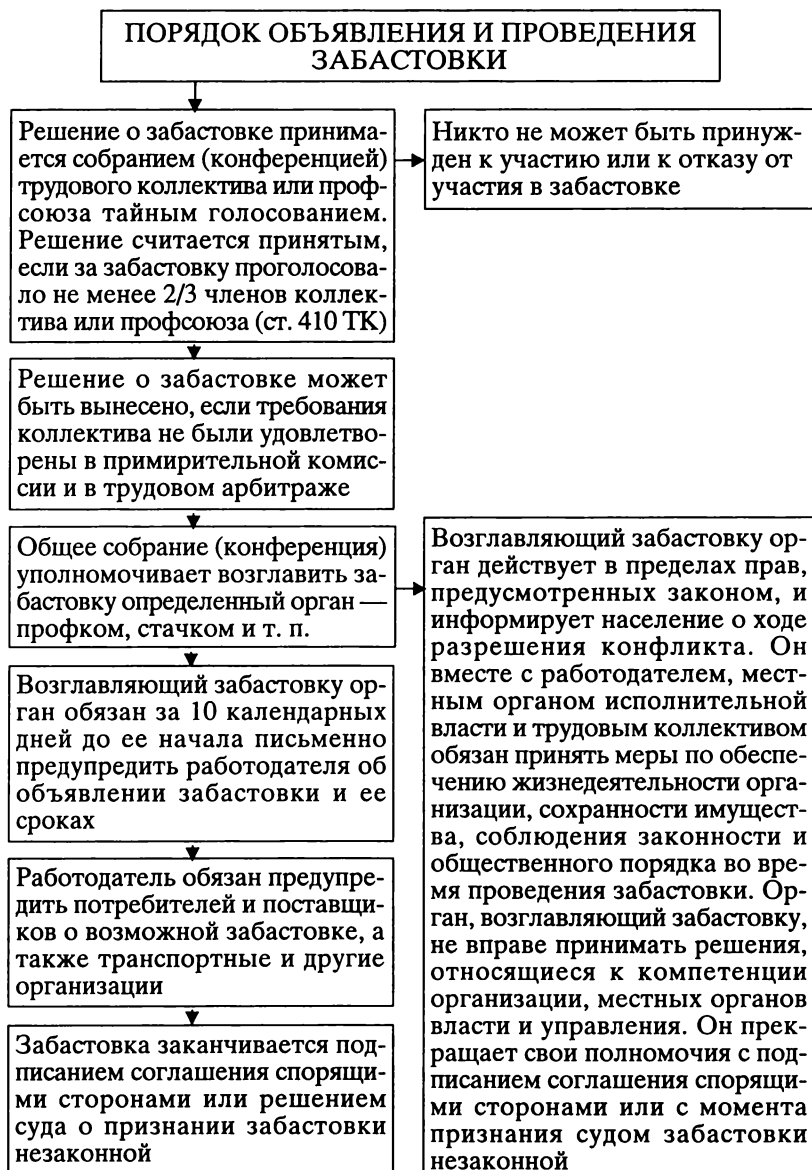 ПОРЯДОК ОБЪЯВЛЕНИЯ И ПРОВЕДЕНИЯ
ЗАБАСТОВКИ
Решение о забастовке принима-
ется собранием (конференцией)
трудового коллектива или проф-
союза тайным голосованием.
Решение считается принятым,
если за забастовку проголосова-
ло не менее 2/3 членов коллек-
тива или профсоюза (ст. 410 ТК)
Никто не может быть принуж-
ден к участию или к отказу от
участия в забастовке
Решение о забастовке может
быть вынесено, если требования
коллектива не были удовлетво-
рены в примирительной комис-
сии и в трудовом арбитраже
Общее собрание (конференция)
уполномочивает возглавить за-
бастовку определенный орган —
профком, стачком и т. п.
Возглавляющий забастовку ор-
ган действует в пределах прав,
предусмотренных законом, и
информирует население о ходе
разрешения конфликта. Он
вместе с работодателем, мест-
ным органом исполнительной
власти и трудовым коллективом
обязан принять меры по обеспе-
чению жизнедеятельности орга-
низации, сохранности имущест-
ва, соблюдения законности и
общественного порядка во вре-
мя проведения забастовки. Ор-
ган, возглавляющий забастовку,
не вправе принимать решения,
относящиеся к компетенции
организации, местных органов
власти и управления. Он прек-
ращает свои полномочия с под-
писанием соглашения спорящи-
ми сторонами или с момента
признания судом забастовки
незаконной
Возглавляющий забастовку ор-
ган обязан за 10 календарных
дней до ее начала письменно
предупредить работодателя об
объявлении забастовки и ее
сроках
Работодатель обязан предупре-
дить потребителей и поставщи-
ков о возможной забастовке, а
также транспортные и другие
организации
Забастовка заканчивается под-
писанием соглашения спорящи-
ми сторонами или решением
суда о признании забастовки
незаконной